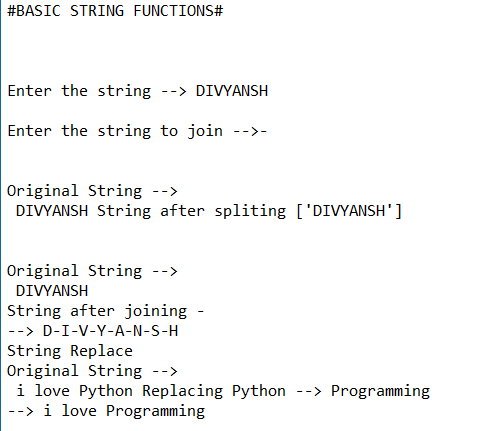 #BASIC STRING FUNCTIONS#
Enter the string --> DIVYANSH
Enter the string to join -->-
Original String -->
DIVYANSH String after spliting ['DIVYANSH']
Original String -->
DIVYANSH
String after joining -
--> D-I-V-Y-A-N-S-H
String Replace
Original String -->
i love Python Replacing Python --> Programming
--> i love Programming